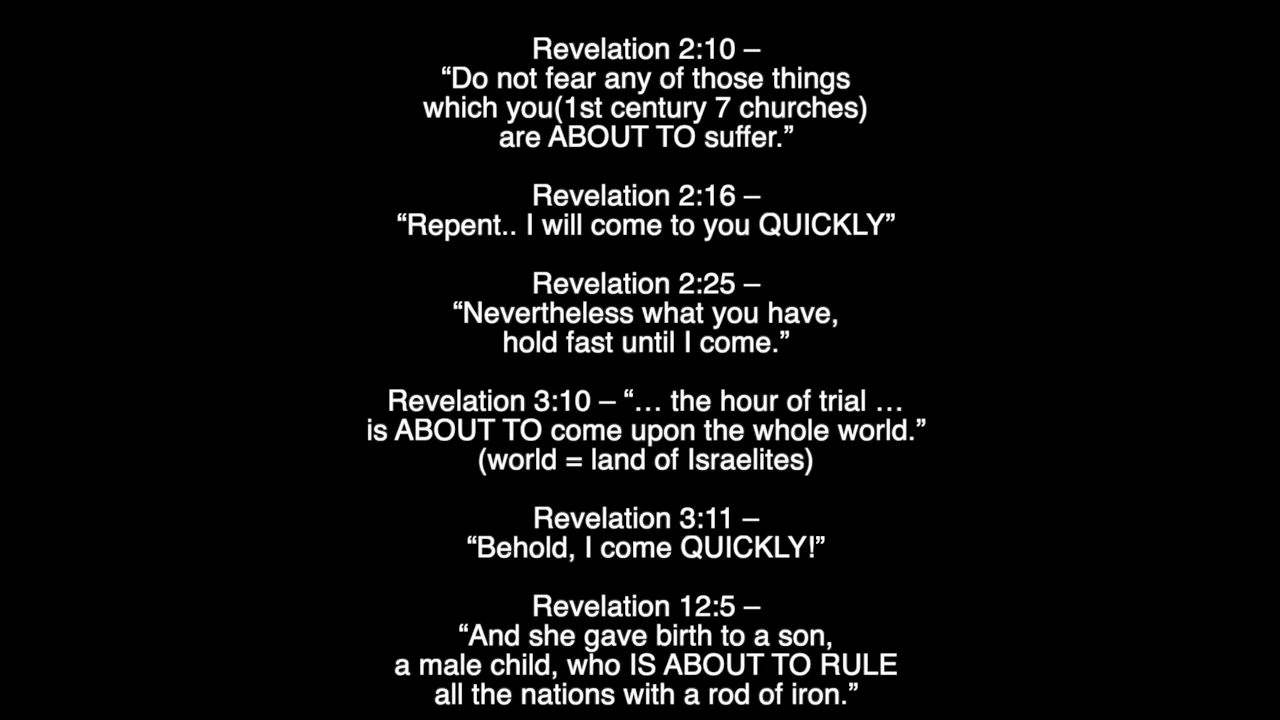 Revelation 2:10 –
“Do not fear any of those things
which you(1st century 7 churches)
are ABOUT TO suffer.”
Revelation 2:16 –
“Repent.. I will come to you QUICKLY”
Revelation 2:25 –
“Nevertheless what you have,
hold fast until I come.”
Revelation 3:10 – “… the hour of trial …
is ABOUT TO come upon the whole world.”
(world = land of Israelites)
Revelation 3:11 –
“Behold, I come QUICKLY!”
Revelation 12:5 –
“And she gave birth to a son,
a male child, who IS ABOUT TO RULE
all the nations with a rod of iron.”